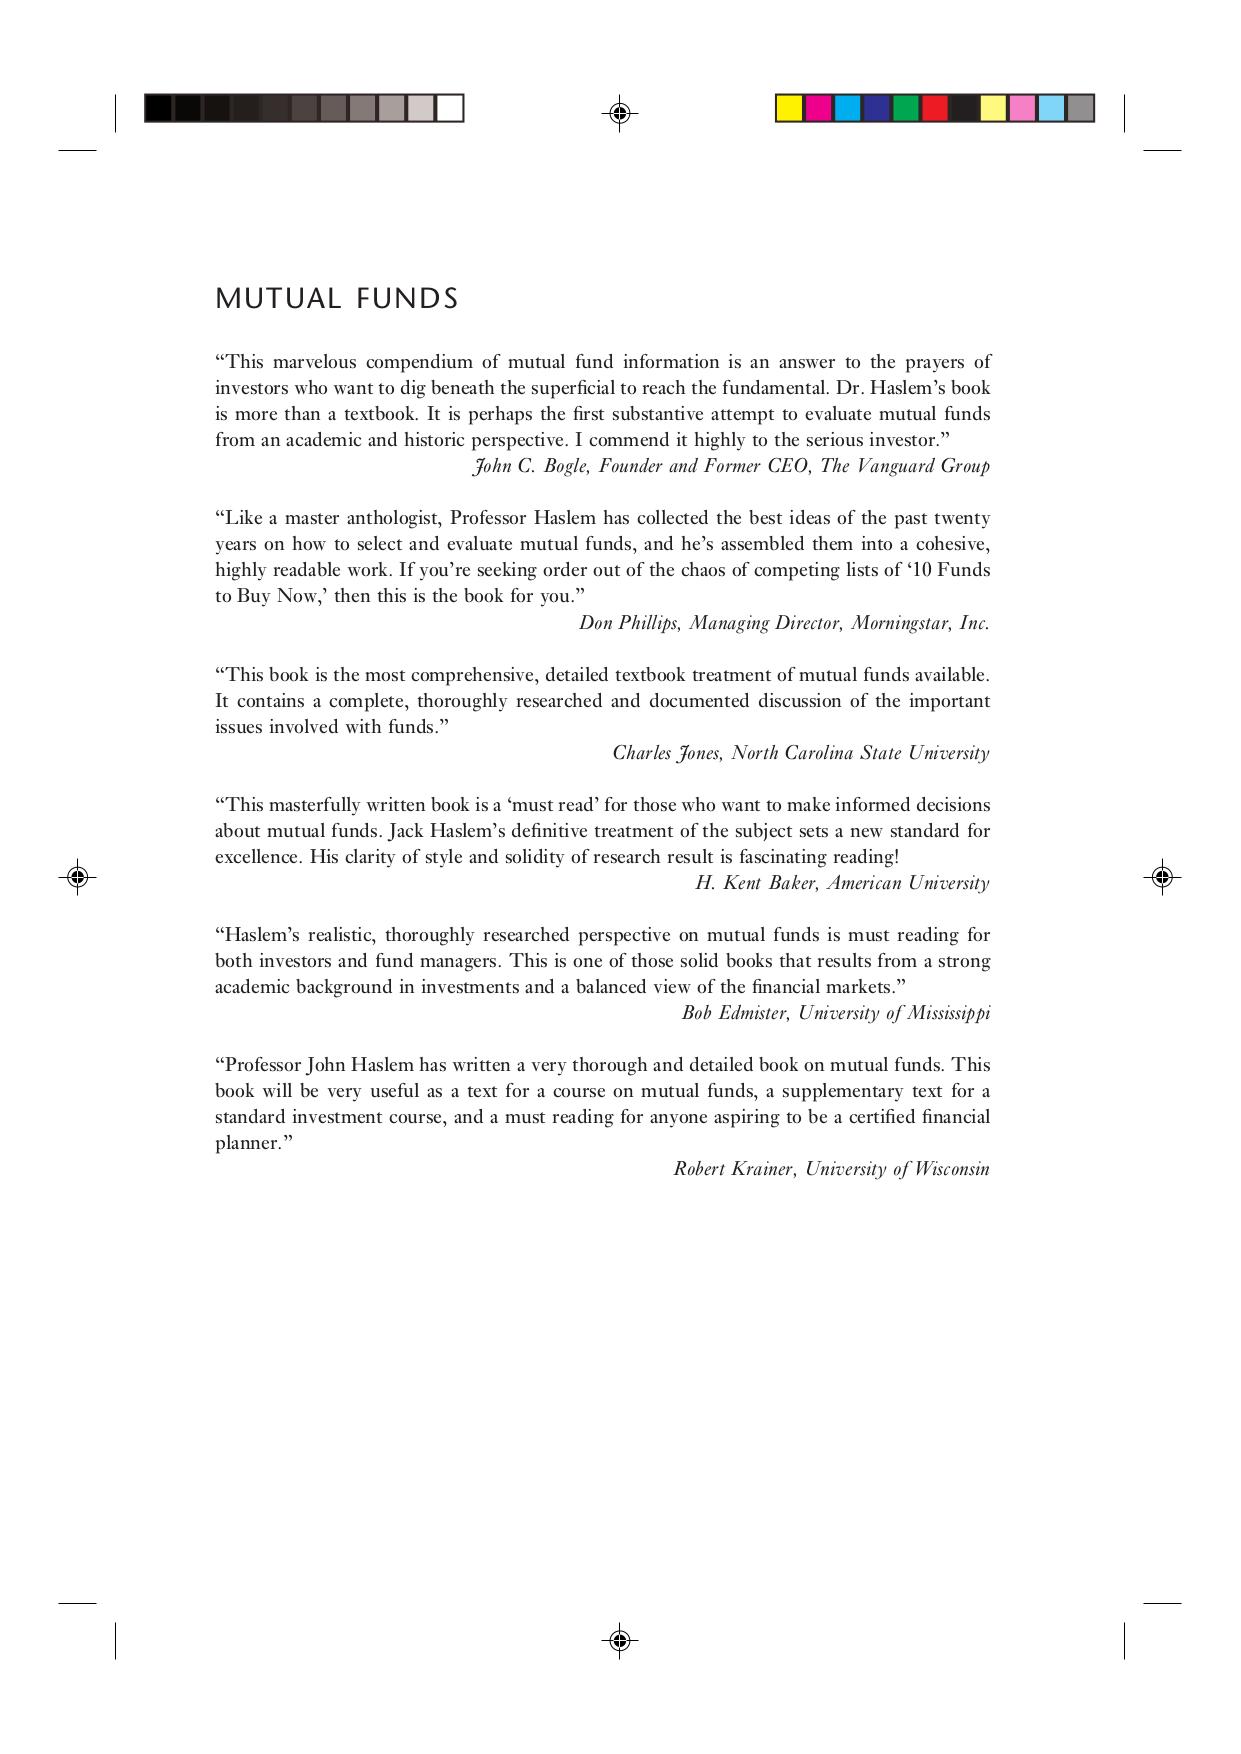 MUTUAL FUNDS
“This marvelous compendium of mutual fund information is an answer to the prayers of
investors who want to dig beneath the superficial to reach the fundamental. Dr. Haslem’s book
is more than a textbook. It is perhaps the first substantive attempt to evaluate mutual funds
from an academic and historic perspective. I commend it highly to the serious investor.”
John C. Bogle, Founder and Former CEO, The Vanguard Group
“Like a master anthologist, Professor Haslem has collected the best ideas of the past twenty
years on how to select and evaluate mutual funds, and he’s assembled them into a cohesive,
highly readable work. If you’re seeking order out of the chaos of competing lists of ‘10 Funds
to Buy Now,’ then this is the book for you.”
Don Phillips, Managing Director, Morningstar, Inc.
“This book is the most comprehensive, detailed textbook treatment of mutual funds available.
It contains a complete, thoroughly researched and documented discussion of the important
issues involved with funds.”
Charles Jones, North Carolina State University
“This masterfully written book is a ‘must read’ for those who want to make informed decisions
about mutual funds. Jack Haslem’s definitive treatment of the subject sets a new standard for
excellence. His clarity of style and solidity of research result is fascinating reading!
H. Kent Baker, American University
“Haslem’s realistic, thoroughly researched perspective on mutual funds is must reading for
both investors and fund managers. This is one of those solid books that results from a strong
academic background in investments and a balanced view of the financial markets.”
Bob Edmister, University of Mississippi
“Professor John Haslem has written a very thorough and detailed book on mutual funds. This
book will be very useful as a text for a course on mutual funds, a supplementary text for a
standard investment course, and a must reading for anyone aspiring to be a certified financial
planner.”
Robert Krainer, University of Wisconsin